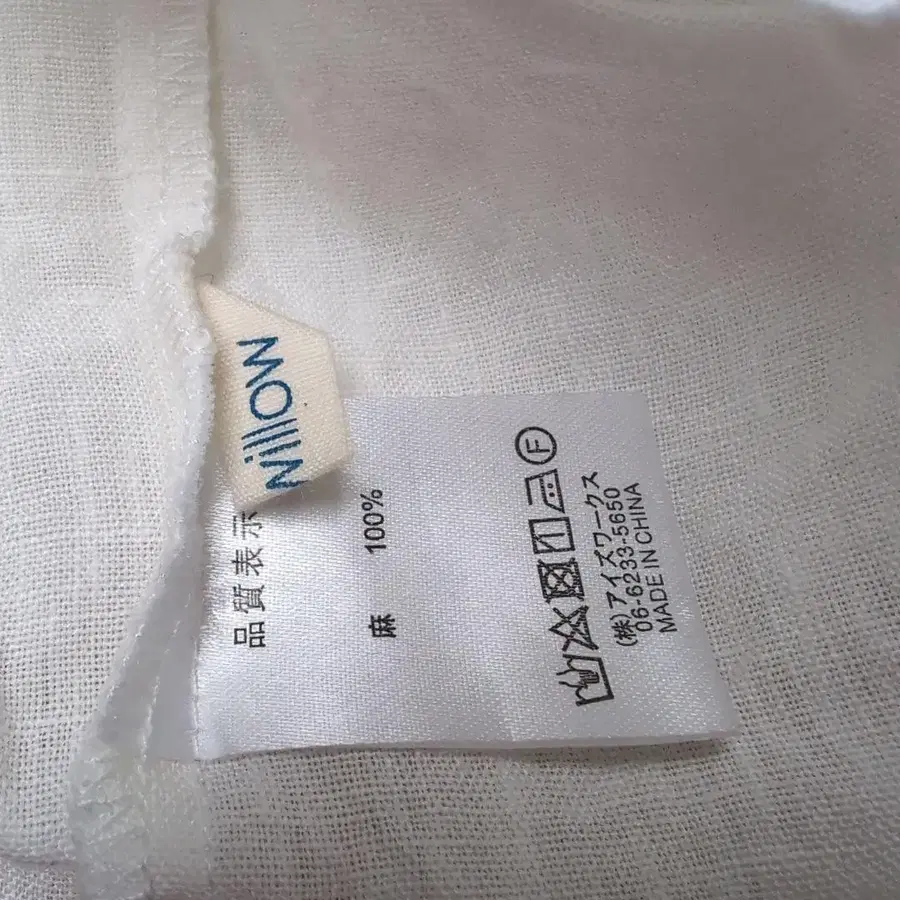 willow
品質表示
麻 100%
F
(株)アイズワークス
06-6233-5650
MADE IN CHINA